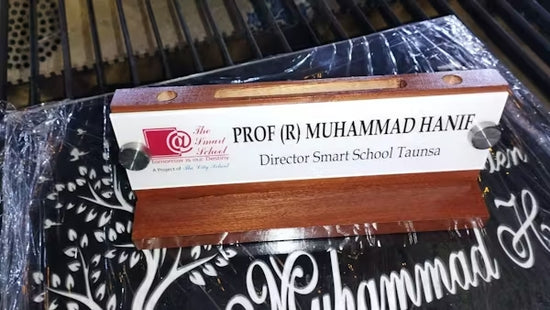 The
Smart
School
Tomorrow is our Destiny
A Project of The City School
PROF (R) MUHAMMAD HANIF
Director Smart School Taunsa
den
Muhammad H